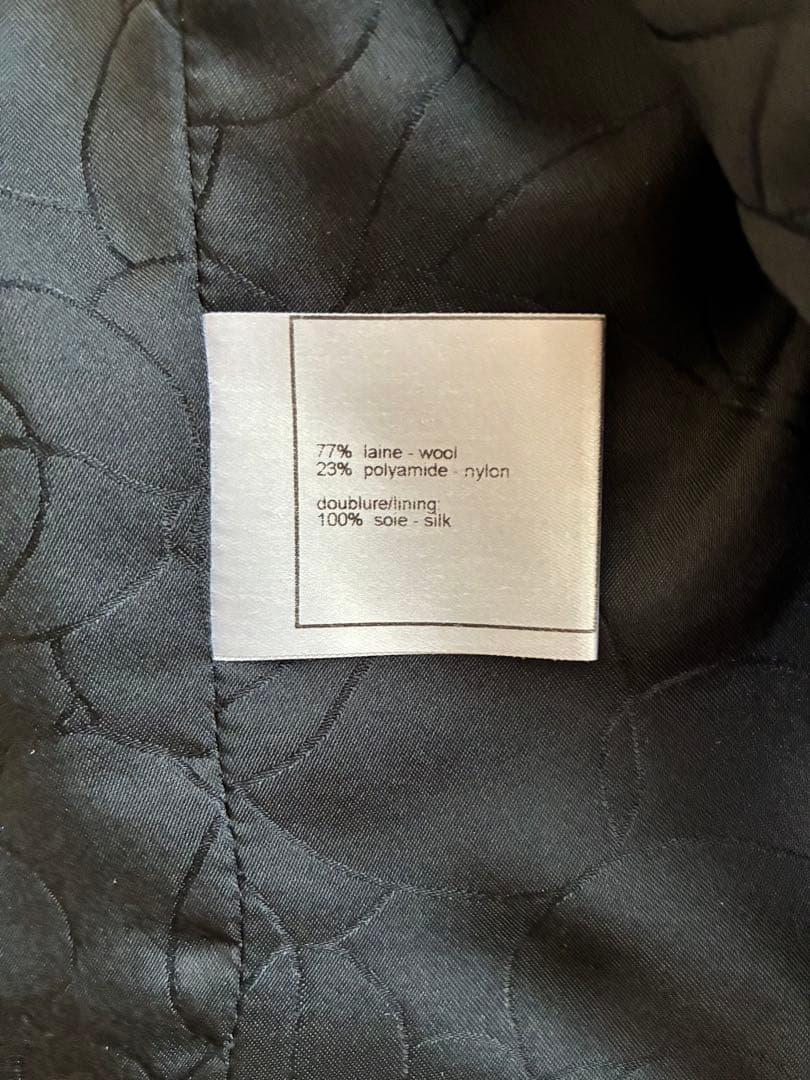 77% laine - wool
23% polyamide - nylon
doublure/lining:
100% soie - silk